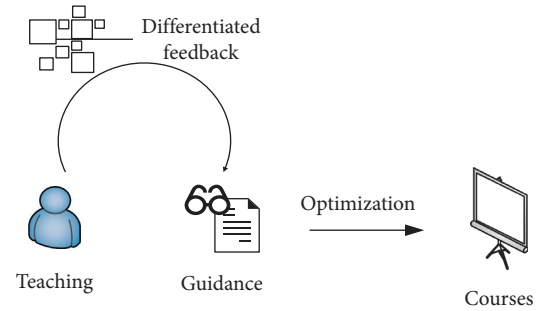 Differentiated
feedback
Optimization
Teaching
Guidance
Courses